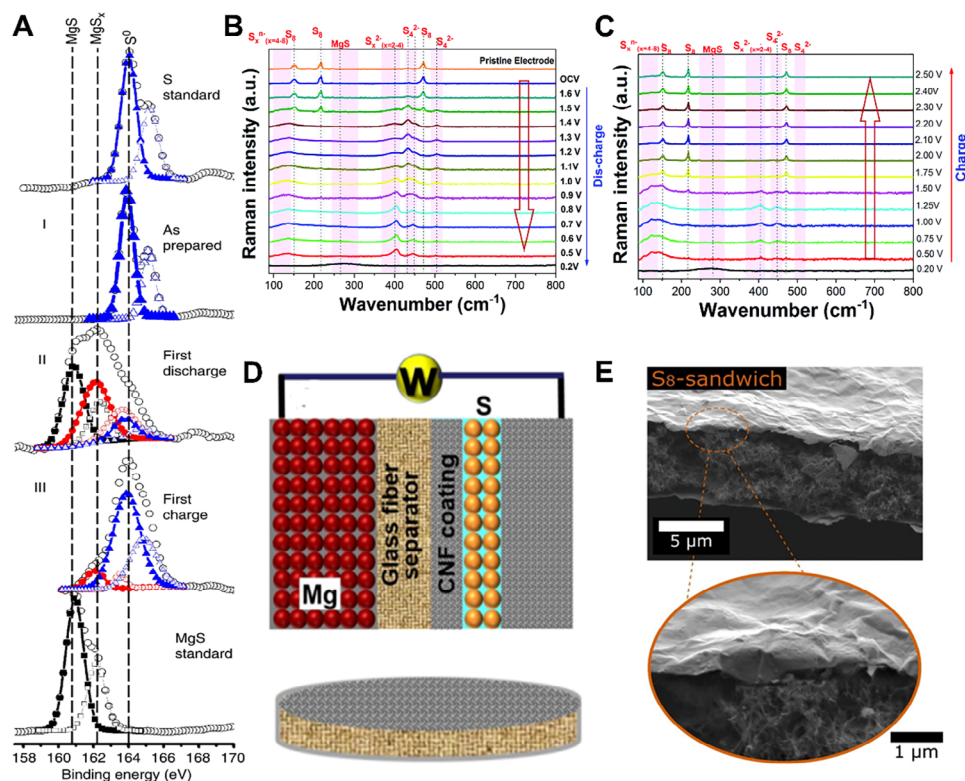 A
MgS
MgSx
S⁰
S standard
I
As prepared
II
First discharge
III
First charge
MgS standard
158 160 162 164 166 168 170
Binding energy (eV)
B
Sxⁿ⁻(x=4-8) S8 S8 MgS Sx²⁻(x=2-4) S4²⁻ S8 S4²⁻
Pristine Electrode
OCV
1.6 V
1.5 V
1.4 V
1.3 V
1.2 V
1.1V
1.0 V
0.9 V
0.8 V
0.7 V
0.6 V
0.5 V
0.2V
Dis-charge
Raman intensity (a.u.)
100 200 300 400 500 600 700 800
Wavenumber (cm⁻¹)
C
Sxⁿ⁻(x=4-8) S8 S8 MgS Sx²⁻(x=2-4) S4²⁻ S8 S4²⁻
2.50 V
2.40V
2.30 V
2.20 V
2.10 V
2.00 V
1.75 V
1.50 V
1.25V
1.00 V
0.75 V
0.50 V
0.20 V
Charge
Raman intensity (a.u.)
100 200 300 400 500 600 700 800
Wavenumber (cm⁻¹)
D
W
S
Mg
Glass fiber
separator
CNF coating
E
S8-sandwich
5 µm
1 µm